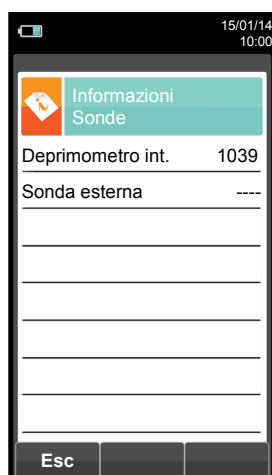 15/01/14
10:00
Informazioni
Sonde
Deprimometro int. 1039
Sonda esterna ----
Esc